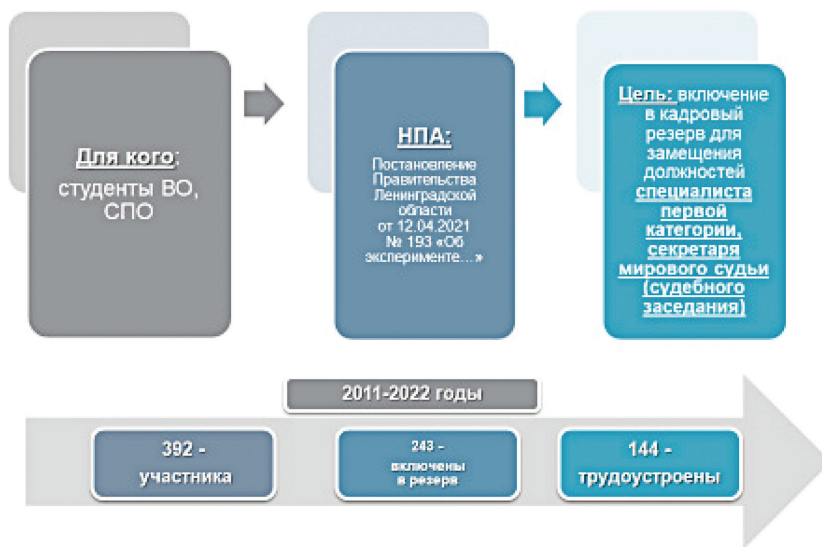 Для кого:
студенты ВО,
СПО
НПА:
Постановление
Правительства
Ленинградской
области
от 12.04.2021
№ 193 «Об
эксперименте...»
Цель: включение
в кадровый
резерв для
замещения
должностей
специалиста
первой
категории,
секретаря
мирового судьи
(судебного
заседания)
2011-2022 годы
392 -
участника
243 -
включены
в резерв
144 -
трудоустроены